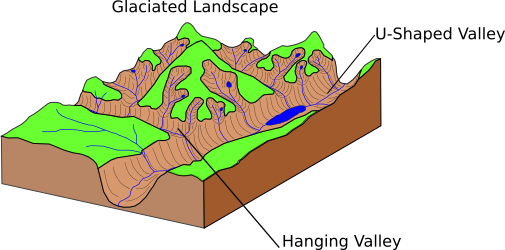 Glaciated Landscape
U-Shaped Valley
Hanging Valley